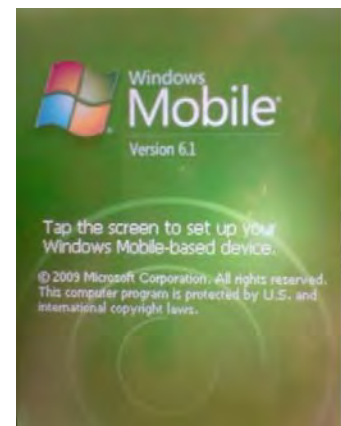 Windows
Mobile®
Version 6.1
Tap the screen to set up your
Windows Mobile-based device.
© 2009 Microsoft Corporation. All rights reserved.
This computer program is protected by U.S. and
international copyright laws.